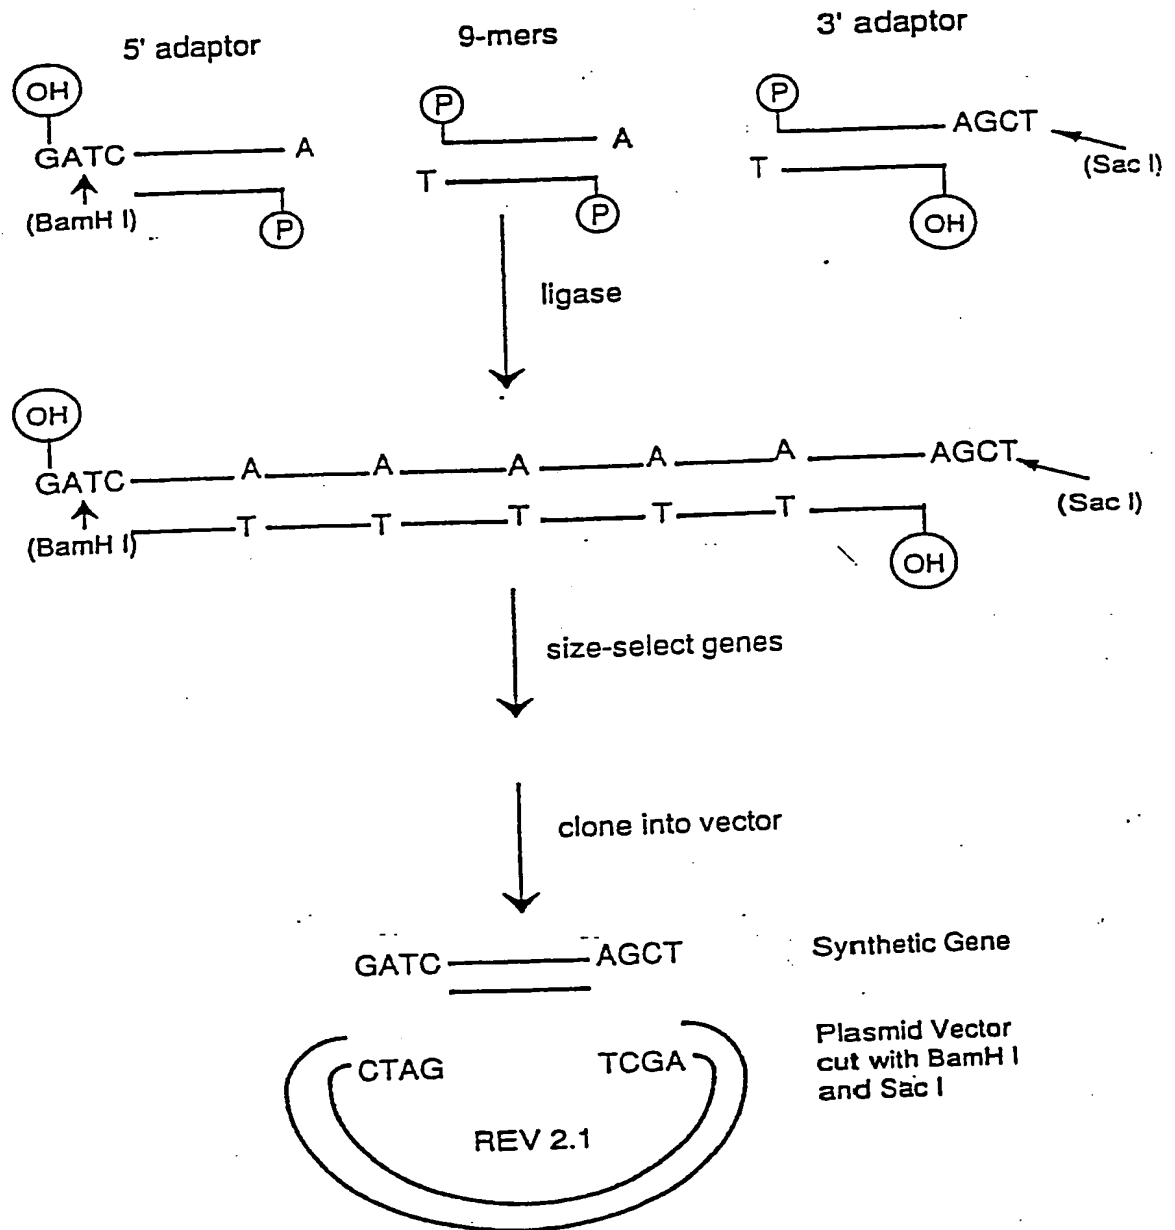 5' adaptor
9-mers
3' adaptor
OH
P
P
GATC
A
A
AGCT
(BamH I)
P
T
P
T
OH
(Sac I)
ligase
OH
GATC
A
A
A
A
A
AGCT
(BamH I)
T
T
T
T
T
OH
(Sac I)
size-select genes
clone into vector
GATC
AGCT
Synthetic Gene
CTAG
TCGA
Plasmid Vector
cut with BamH I
and Sac I
REV 2.1